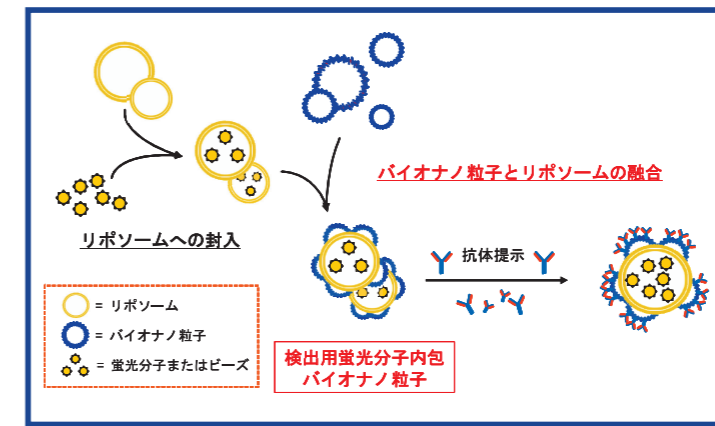 バイオナノ粒子とリポソームの融合
リポソームへの封入
抗体提示
= リポソーム
= バイオナノ粒子
= 蛍光分子またはビーズ
検出用蛍光分子内包
バイオナノ粒子